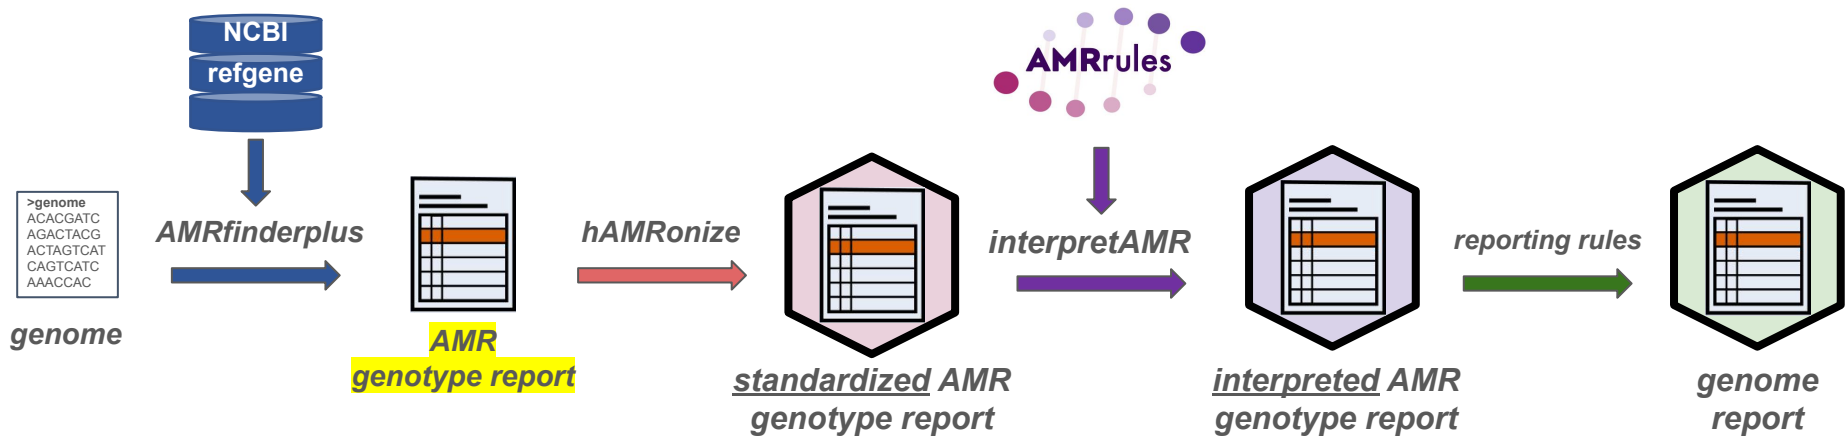 NCBI
refgene
AMRrules
>genome
ACACGATC
AGACTACG
ACTAGTCAT
CAGTCATC
AAACCAC
genome
AMRfinderplus
AMR
genotype report
hAMRonize
standardized AMR
genotype report
interpretAMR
interpreted AMR
genotype report
reporting rules
genome
report